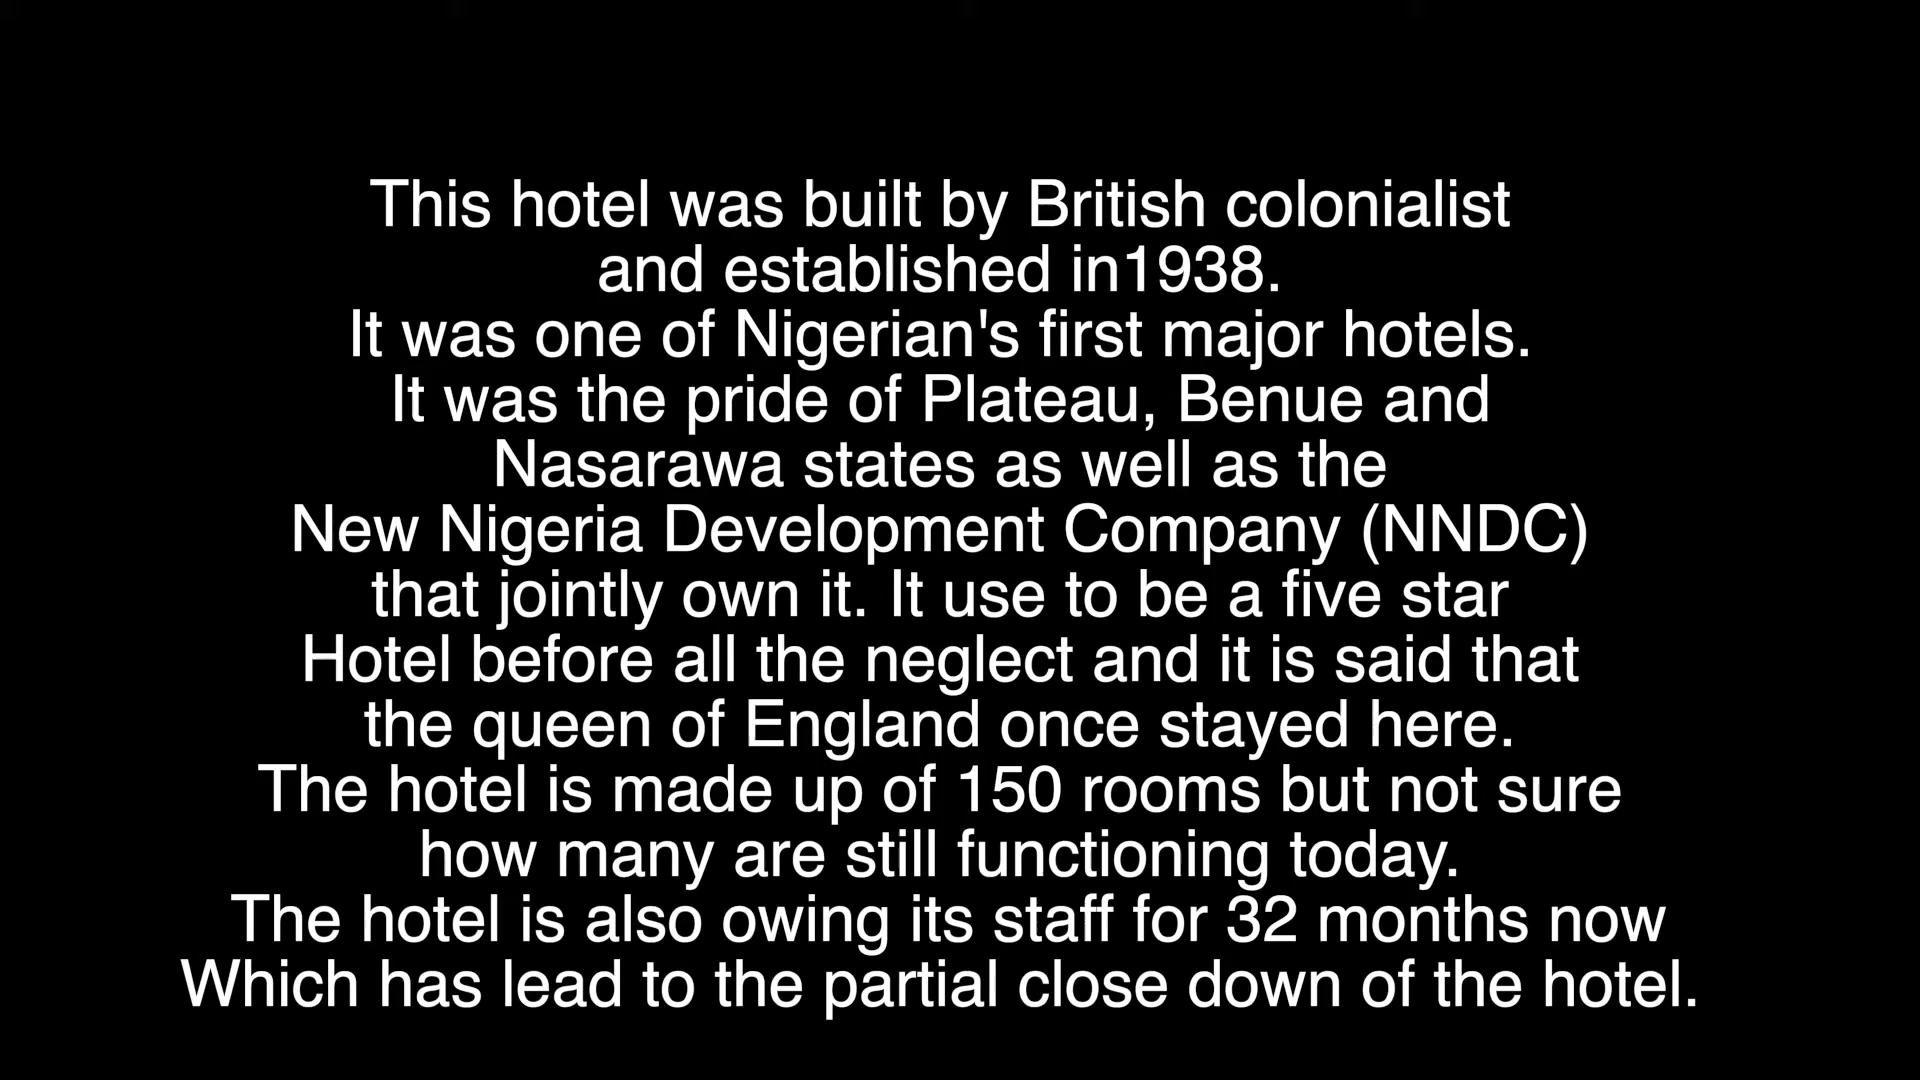 This hotel was built by British colonialist
and established in1938.
It was one of Nigerian's first major hotels.
It was the pride of Plateau, Benue and
Nasarawa states as well as the
New Nigeria Development Company (NNDC)
that jointly own it. It use to be a five star
Hotel before all the neglect and it is said that
the queen of England once stayed here.
The hotel is made up of 150 rooms but not sure
how many are still functioning today.
The hotel is also owing its staff for 32 months now
Which has lead to the partial close down of the hotel.